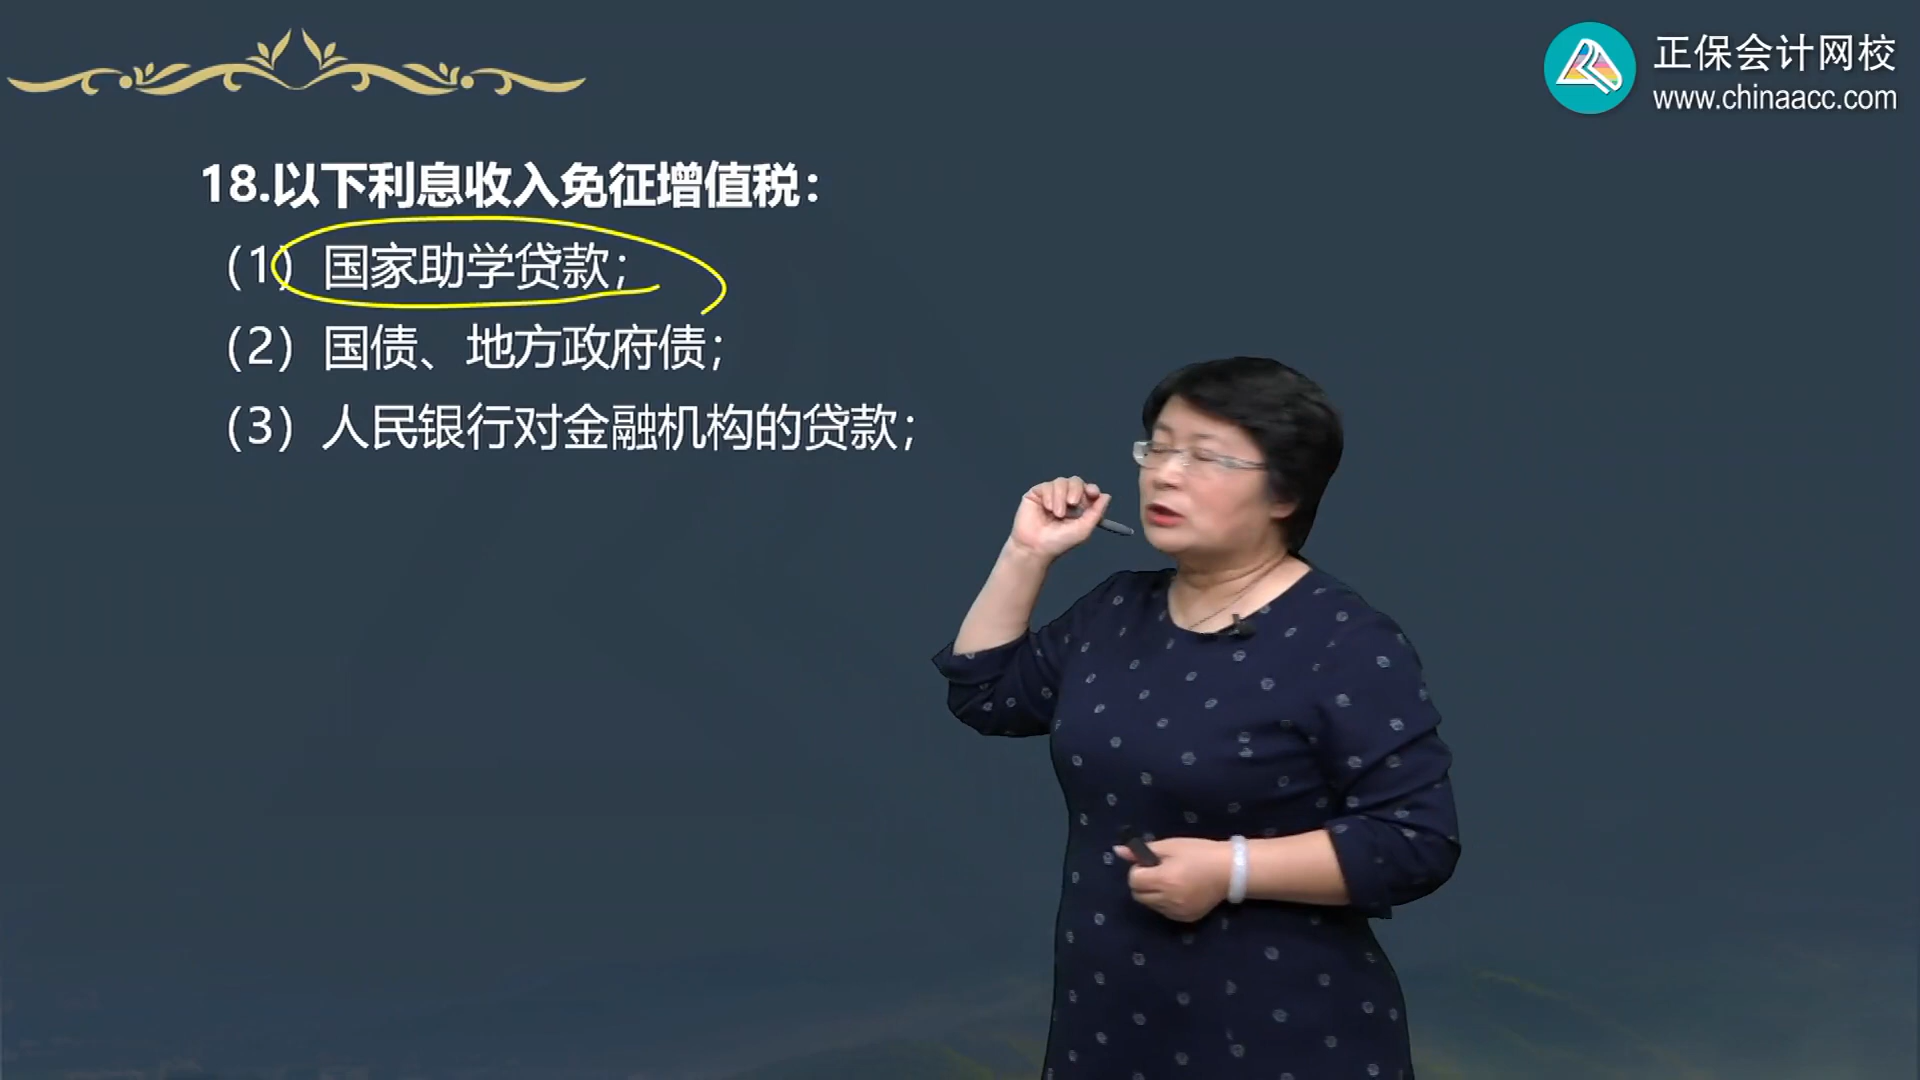 正保会计网校
www.chinaacc.com
18.以下利息收入免征增值税：
（1）国家助学贷款；
（2）国债、地方政府债；
（3）人民银行对金融机构的贷款；